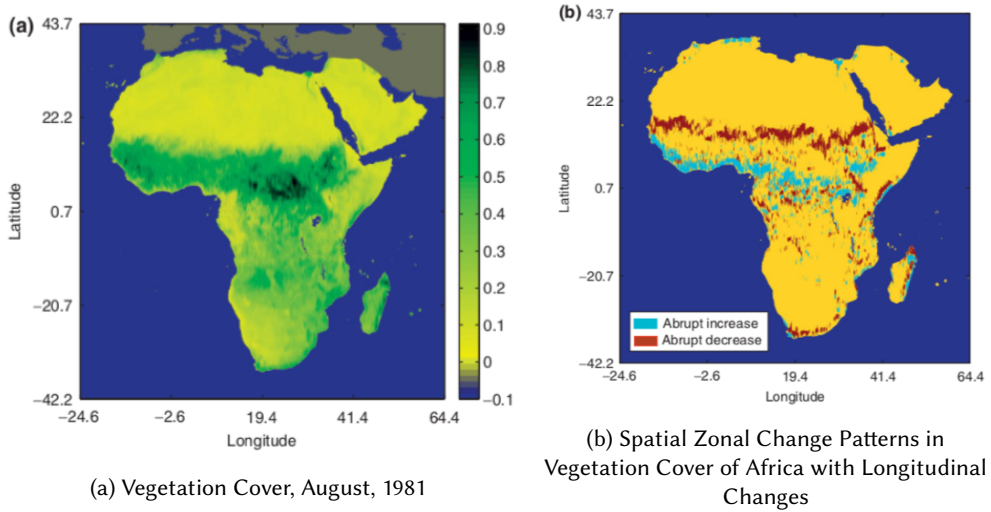 (a)
43.7
22.2
0.7
−20.7
−42.2
Latitude
−24.6 −2.6 19.4 41.4 64.4
Longitude
0.9
0.8
0.7
0.6
0.5
0.4
0.3
0.2
0.1
0
−0.1
(a) Vegetation Cover, August, 1981
(b)
43.7
22.2
0.7
−20.7
−42.2
Latitude
Abrupt increase
Abrupt decrease
−24.6 −2.6 19.4 41.4 64.4
Longitude
(b) Spatial Zonal Change Patterns in
Vegetation Cover of Africa with Longitudinal
Changes